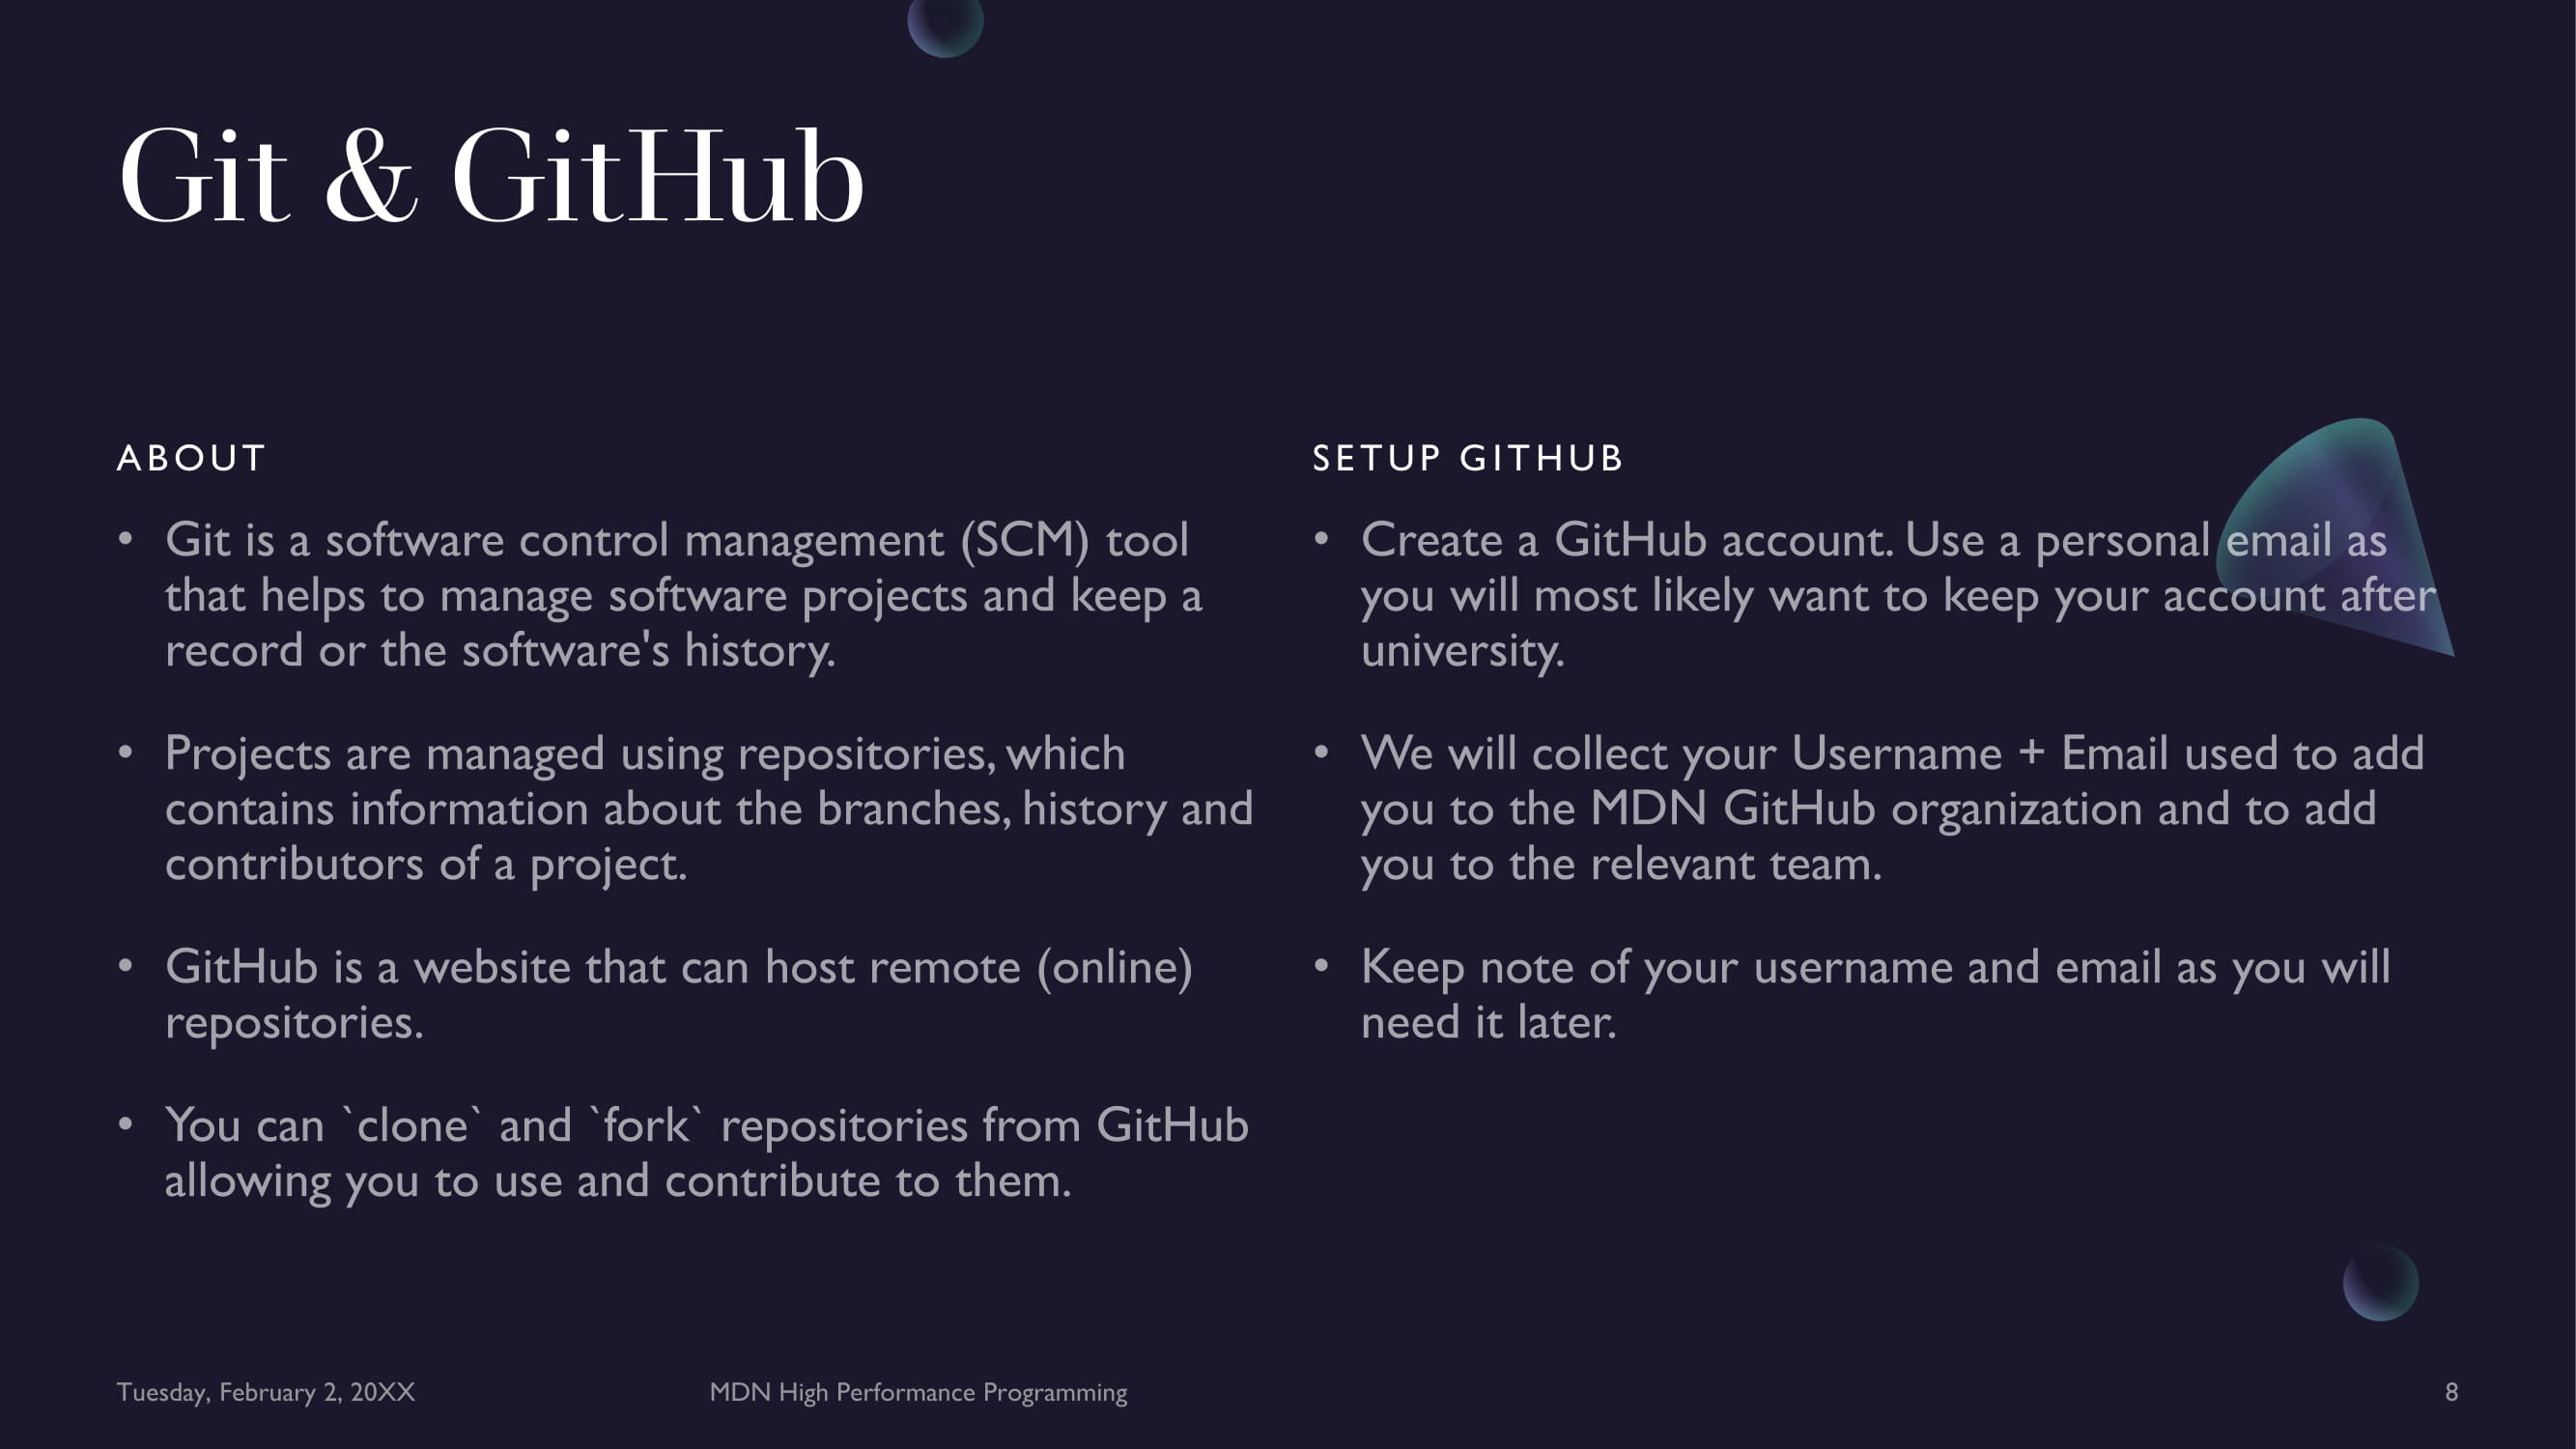 Git & GitHub
ABOUT
• Git is a software control management (SCM) tool
that helps to manage software projects and keep a
record or the software's history.
• Projects are managed using repositories, which
contains information about the branches, history and
contributors of a project.
• GitHub is a website that can host remote (online)
repositories.
• You can `clone` and `fork` repositories from GitHub
allowing you to use and contribute to them.
SETUP GITHUB
• Create a GitHub account. Use a personal email as
you will most likely want to keep your account after
university.
• We will collect your Username + Email used to add
you to the MDN GitHub organization and to add
you to the relevant team.
• Keep note of your username and email as you will
need it later.
Tuesday, February 2, 20XX
MDN High Performance Programming
8